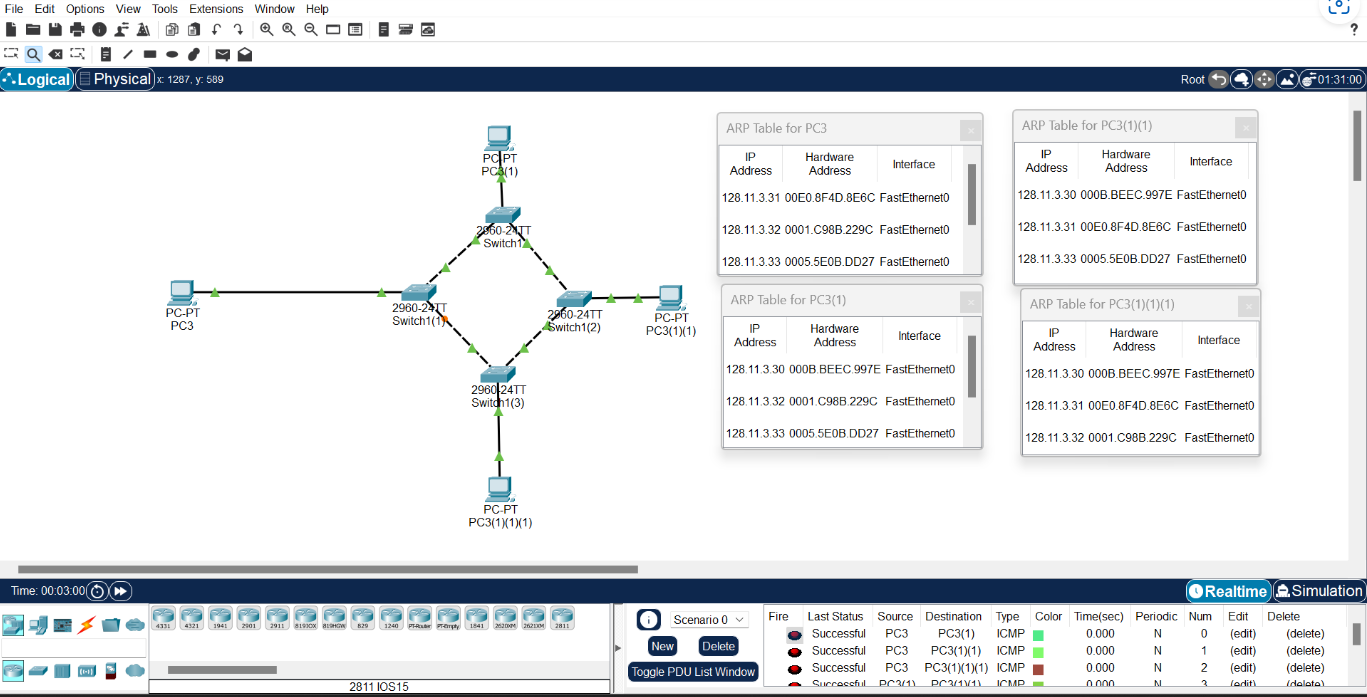 File Edit Options View Tools Extensions Window Help
?
Logical Physical x: 1287, y: 589 Root 01:31:00
PC-PT
PC3(1)
2960-24TT
Switch1
PC-PT
PC3
2960-24TT
Switch1(1)
2960-24TT
Switch1(2)
PC-PT
PC3(1)(1)
2960-24TT
Switch1(3)
PC-PT
PC3(1)(1)(1)
ARP Table for PC3
IP Address Hardware Address Interface
128.11.3.31 00E0.8F4D.8E6C FastEthernet0
128.11.3.32 0001.C98B.229C FastEthernet0
128.11.3.33 0005.5E0B.DD27 FastEthernet0
ARP Table for PC3(1)(1)
IP Address Hardware Address Interface
128.11.3.30 000B.BEEC.997E FastEthernet0
128.11.3.31 00E0.8F4D.8E6C FastEthernet0
128.11.3.33 0005.5E0B.DD27 FastEthernet0
ARP Table for PC3(1)
IP Address Hardware Address Interface
128.11.3.30 000B.BEEC.997E FastEthernet0
128.11.3.32 0001.C98B.229C FastEthernet0
128.11.3.33 0005.5E0B.DD27 FastEthernet0
ARP Table for PC3(1)(1)(1)
IP Address Hardware Address Interface
128.11.3.30 000B.BEEC.997E FastEthernet0
128.11.3.31 00E0.8F4D.8E6C FastEthernet0
128.11.3.32 0001.C98B.229C FastEthernet0
Time: 00:03:00 Realtime Simulation
4331 4321 1941 2901 2911 819IOX 819HGW 829 1240 PT-Router PT-Empty 1841 2620XM 2621XM 2811
2811 IOS15
Scenario 0
New Delete
Toggle PDU List Window
Fire Last Status Source Destination Type Color Time(sec) Periodic Num Edit Delete
Successful PC3 PC3(1) ICMP 0.000 N 0 (edit) (delete)
Successful PC3 PC3(1)(1) ICMP 0.000 N 1 (edit) (delete)
Successful PC3 PC3(1)(1)(1) ICMP 0.000 N 2 (edit) (delete)
Successful PC3(1) PC3(1)(1) ICMP 0.000 N 3 (edit) (delete)